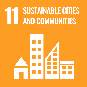 11 SUSTAINABLE CITIES
AND COMMUNITIES